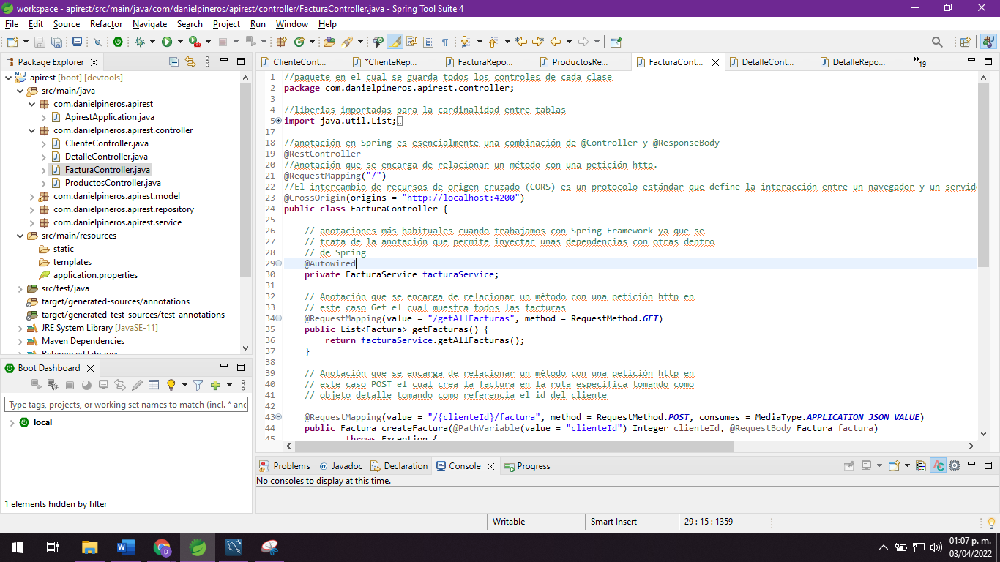 workspace - apirest/src/main/java/com/danielpineros/apirest/controller/FacturaController.java - Spring Tool Suite 4
File Edit Source Refactor Navigate Search Project Run Window Help
Package Explorer
apirest [boot] [devtools]
src/main/java
com.danielpineros.apirest
ApirestApplication.java
com.danielpineros.apirest.controller
ClienteController.java
DetalleController.java
FacturaController.java
ProductosController.java
com.danielpineros.apirest.model
com.danielpineros.apirest.repository
com.danielpineros.apirest.service
src/main/resources
static
templates
application.properties
src/test/java
target/generated-sources/annotations
target/generated-test-sources/test-annotations
JRE System Library [JavaSE-11]
Maven Dependencies
Referenced Libraries
Boot Dashboard
Type tags, projects, or working set names to match (incl. * and
local
1 elements hidden by filter
ClienteCont... *ClienteRep... FacturaRepo... ProductosRe... FacturaCont... DetalleCont... DetalleRepo... 19
1 //paquete en el cual se guarda todos los controles de cada clase
2 package com.danielpineros.apirest.controller;
3
4 //liberias importadas para la cardinalidad entre tablas
5 import java.util.List;
17
18 //anotación en Spring es esencialmente una combinación de @Controller y @ResponseBody
19 @RestController
20 //Anotación que se encarga de relacionar un método con una petición http.
21 @RequestMapping("/")
22 //El intercambio de recursos de origen cruzado (CORS) es un protocolo estándar que define la interacción entre un navegador y un servido
23 @CrossOrigin(origins = "http://localhost:4200")
24 public class FacturaController {
25
26 // anotaciones más habituales cuando trabajamos con Spring Framework ya que se
27 // trata de la anotación que permite inyectar unas dependencias con otras dentro
28 // de Spring
29 @Autowired
30 private FacturaService facturaService;
31
32 // Anotación que se encarga de relacionar un método con una petición http en
33 // este caso Get el cual muestra todos las facturas
34 @RequestMapping(value = "/getAllFacturas", method = RequestMethod.GET)
35 public List<Factura> getFacturas() {
36 return facturaService.getAllFacturas();
37 }
38
39 // Anotación que se encarga de relacionar un método con una petición http en
40 // este caso POST el cual crea la factura en la ruta especifica tomando como
41 // objeto detalle tomando como referencia el id del cliente
42
43 @RequestMapping(value = "/{clienteId}/factura", method = RequestMethod.POST, consumes = MediaType.APPLICATION_JSON_VALUE)
44 public Factura createFactura(@PathVariable(value = "clienteId") Integer clienteId, @RequestBody Factura factura)
45 throws Exception {
Problems Javadoc Declaration Console Progress
No consoles to display at this time.
Writable Smart Insert 29 : 15 : 1359
01:07 p. m.
03/04/2022